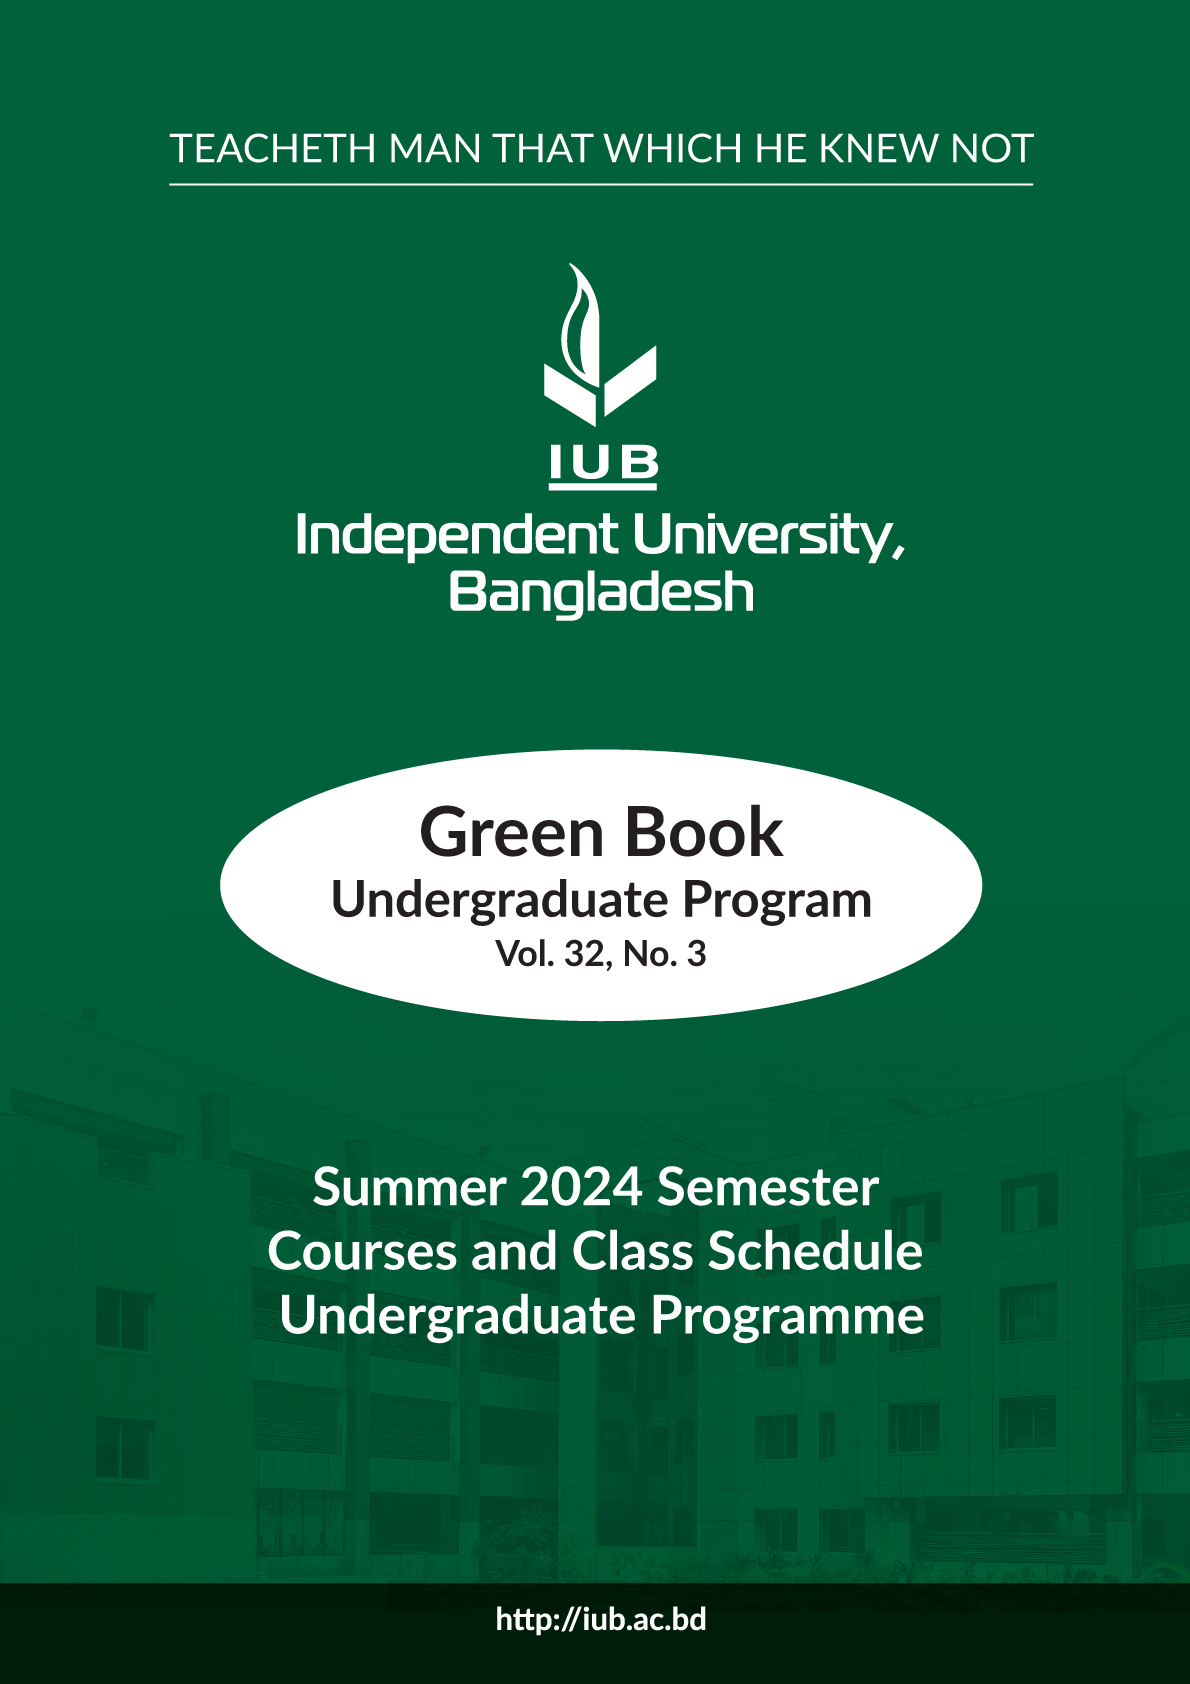 TEACHETH MAN THAT WHICH HE KNEW NOT
IUB
Independent University,
Bangladesh
Green Book
Undergraduate Program
Vol. 32, No. 3
Summer 2024 Semester
Courses and Class Schedule
Undergraduate Programme
http://iub.ac.bd